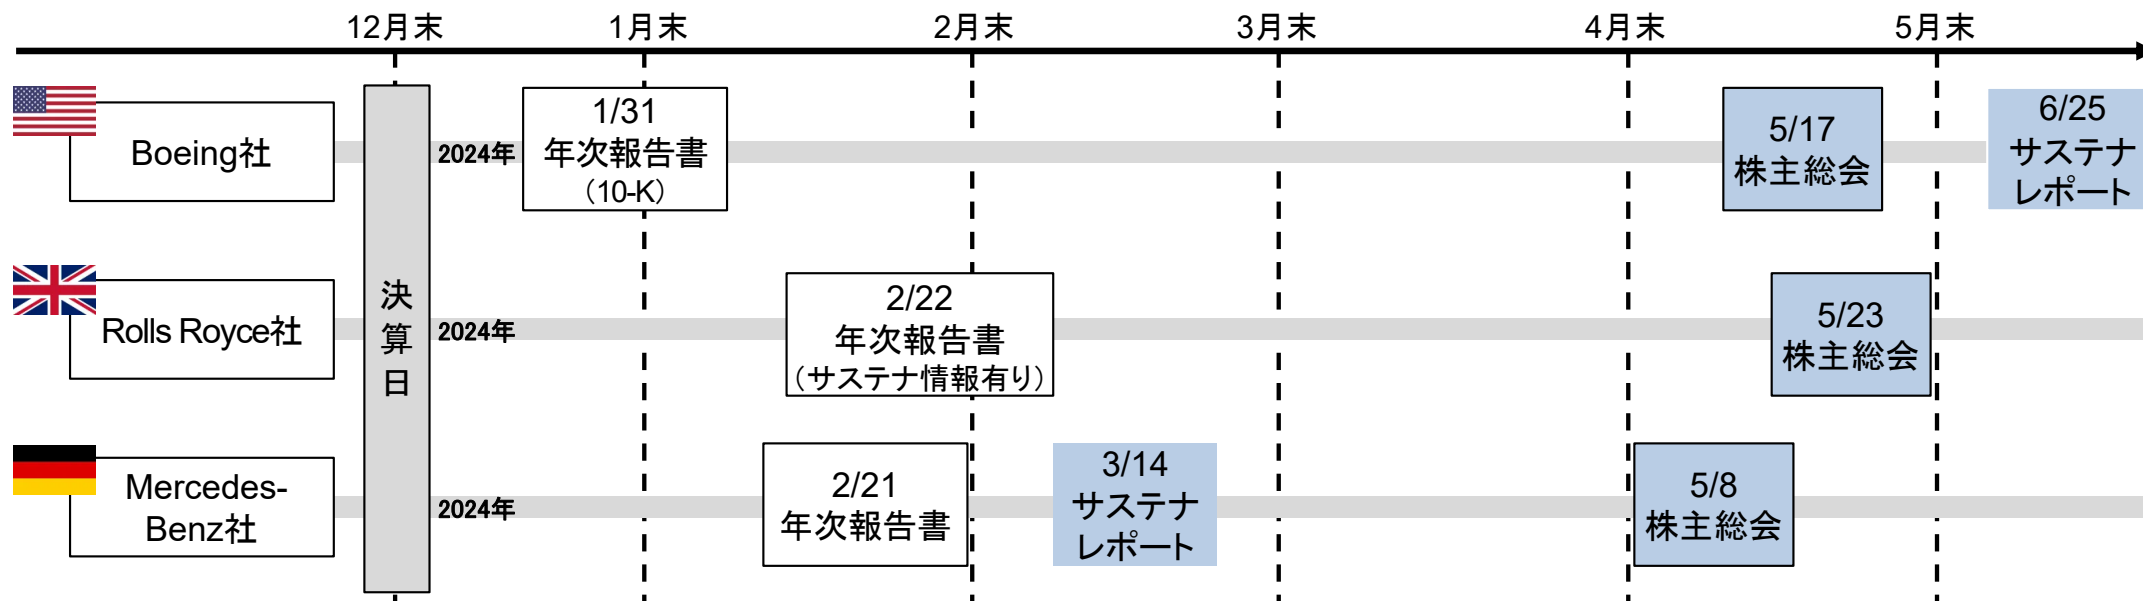 12月末
1月末
2月末
3月末
4月末
5月末
Boeing社
2024年
1/31
年次報告書
（10-K）
5/17
株主総会
6/25
サステナ
レポート
決
算
日
Rolls Royce社
2024年
2/22
年次報告書
（サステナ情報有り）
5/23
株主総会
Mercedes-
Benz社
2024年
2/21
年次報告書
3/14
サステナ
レポート
5/8
株主総会